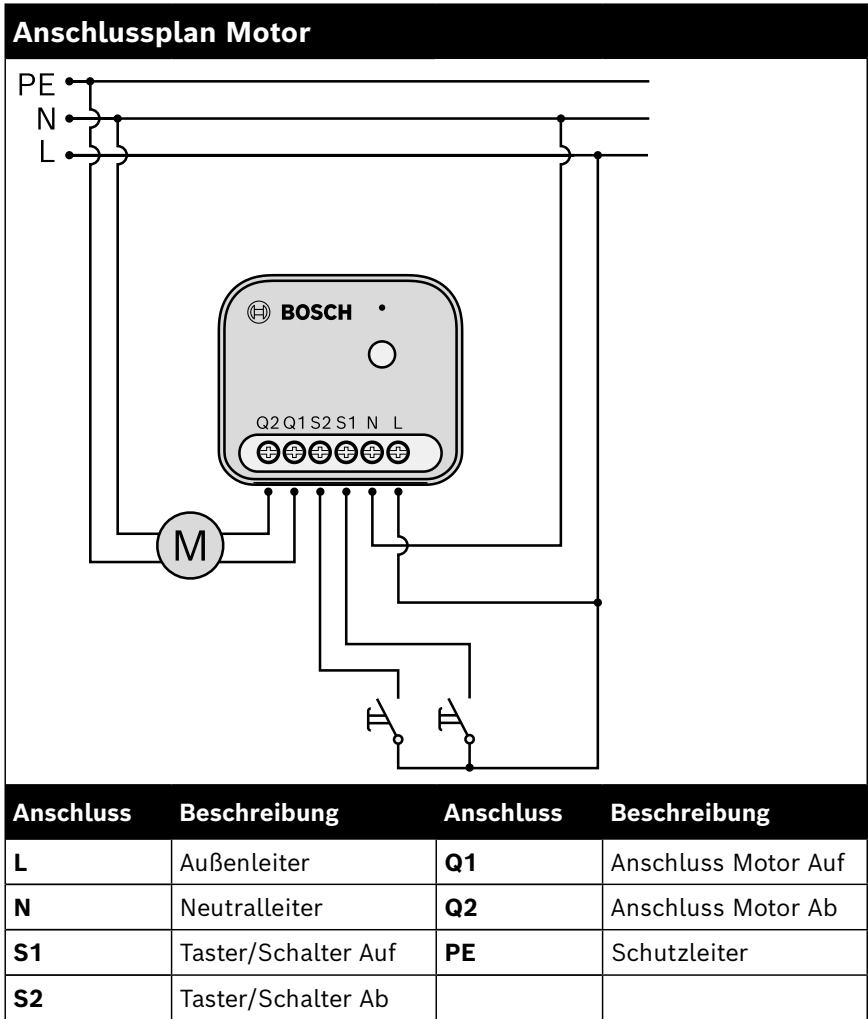 Anschlussplan Motor
PE
N
L
BOSCH
Q2 Q1 S2 S1 N L
M
Anschluss Beschreibung Anschluss Beschreibung
L Außenleiter Q1 Anschluss Motor Auf
N Neutralleiter Q2 Anschluss Motor Ab
S1 Taster/Schalter Auf PE Schutzleiter
S2 Taster/Schalter Ab